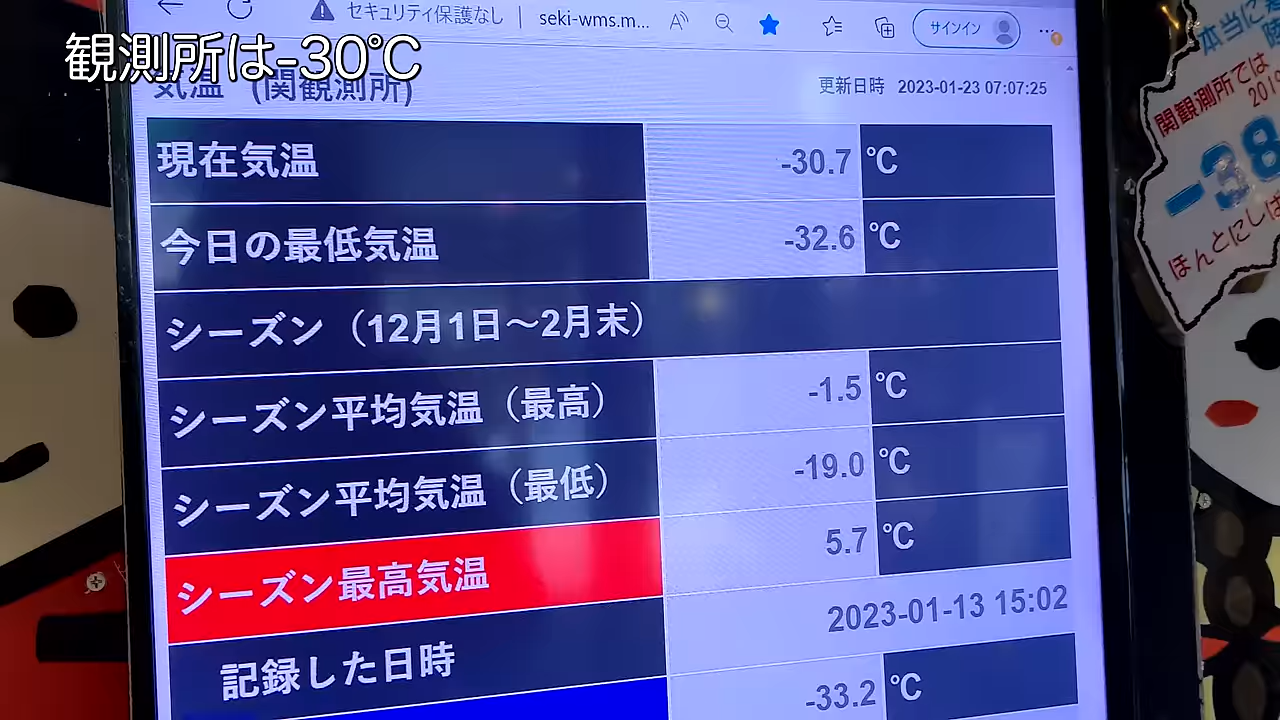 セキュリティ保護なし
seki-wms.m...
サインイン
観測所は-30℃
気温 (関観測所)
更新日時 2023-01-23 07:07:25
現在気温 -30.7 ℃
今日の最低気温 -32.6 ℃
シーズン（12月1日～2月末）
シーズン平均気温（最高） -1.5 ℃
シーズン平均気温（最低） -19.0 ℃
シーズン最高気温 5.7 ℃
記録した日時 2023-01-13 15:02
-33.2 ℃
本当に
関観測所では
2019
-38
ほんとにしば